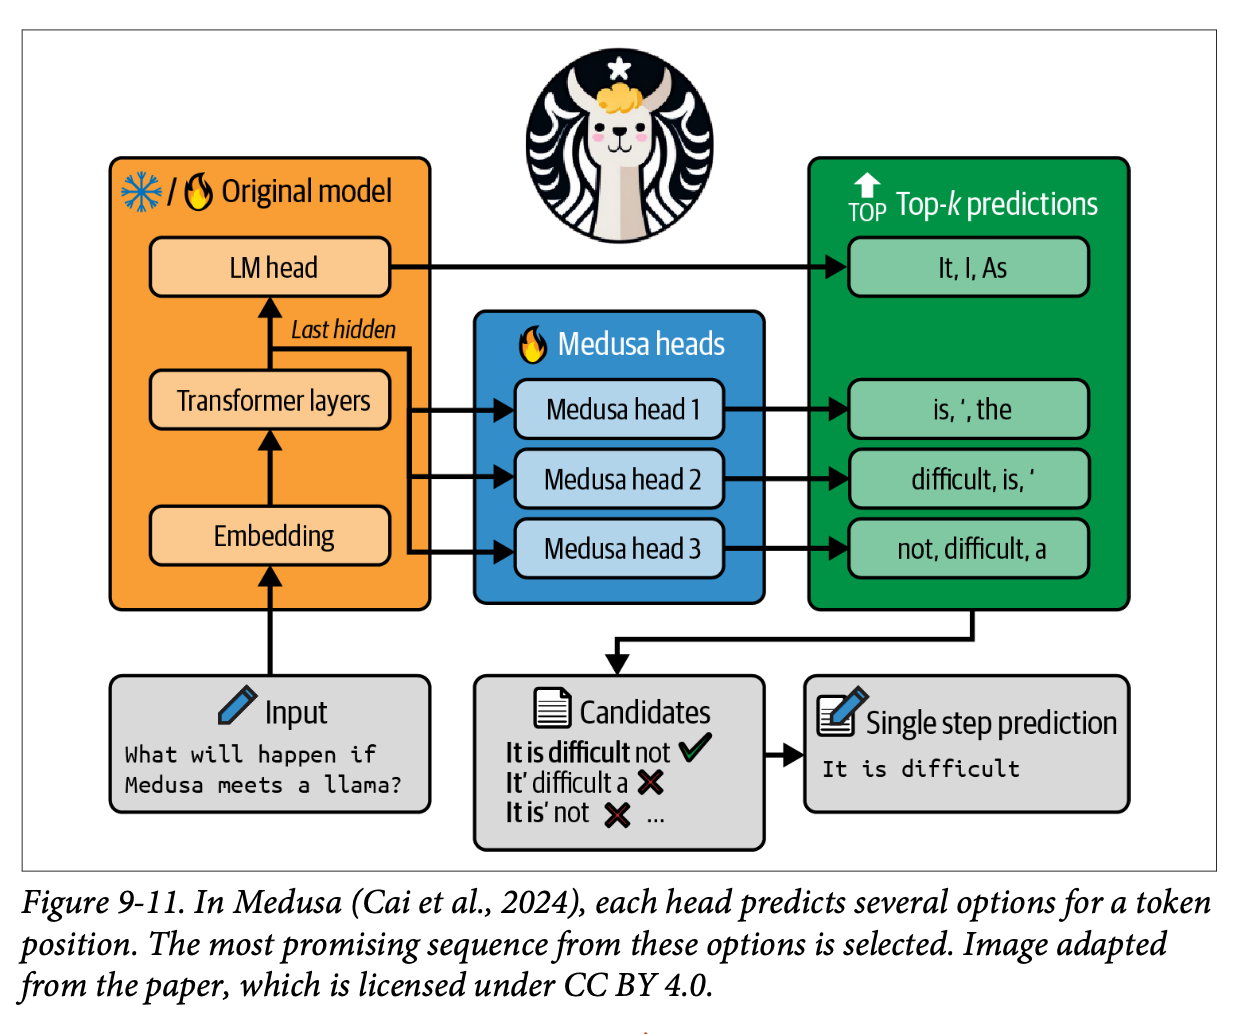 Original model
LM head
Last hidden
Transformer layers
Embedding
Input
What will happen if
Medusa meets a llama?
Medusa heads
Medusa head 1
Medusa head 2
Medusa head 3
TOP
Top-k predictions
It, I, As
is, ‘, the
difficult, is, ‘
not, difficult, a
Candidates
It is difficult not
It’ difficult a
It is’ not ...
Single step prediction
It is difficult
Figure 9-11. In Medusa (Cai et al., 2024), each head predicts several options for a token
position. The most promising sequence from these options is selected. Image adapted
from the paper, which is licensed under CC BY 4.0.